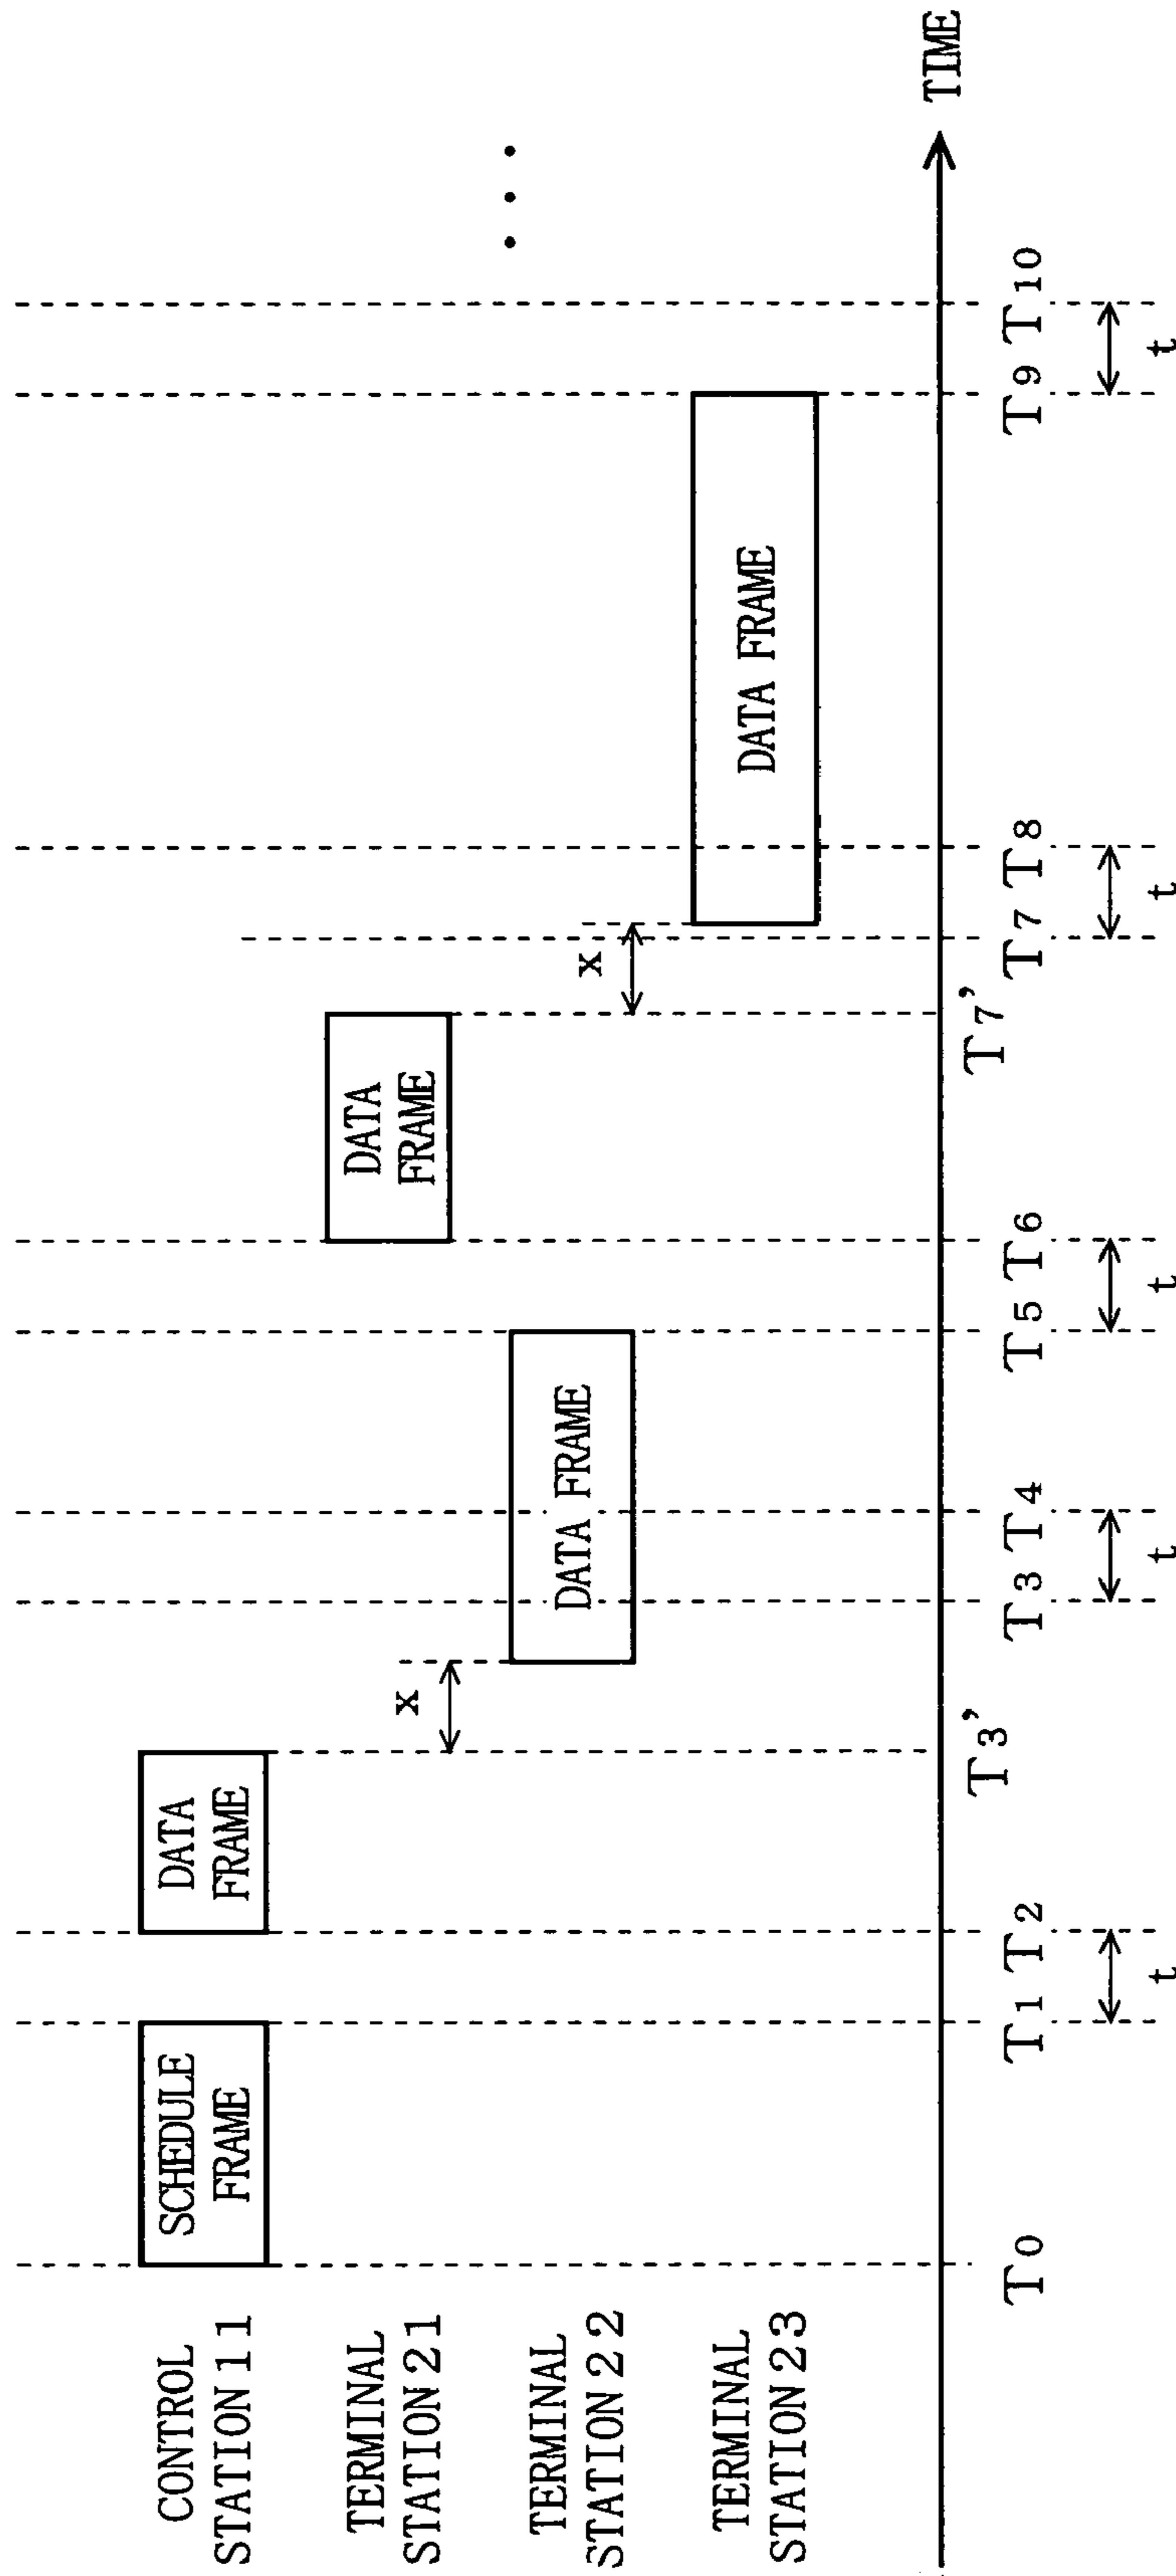 CONTROL
STATION 11
SCHEDULE
FRAME
DATA
FRAME
TERMINAL
STATION 21
x
DATA
FRAME
TERMINAL
STATION 22
DATA FRAME
x
TERMINAL
STATION 23
DATA FRAME
TIME
T3'
T7'
T0 T1 T2 T3 T4 T5 T6 T7 T8 T9 T10
t t t t t